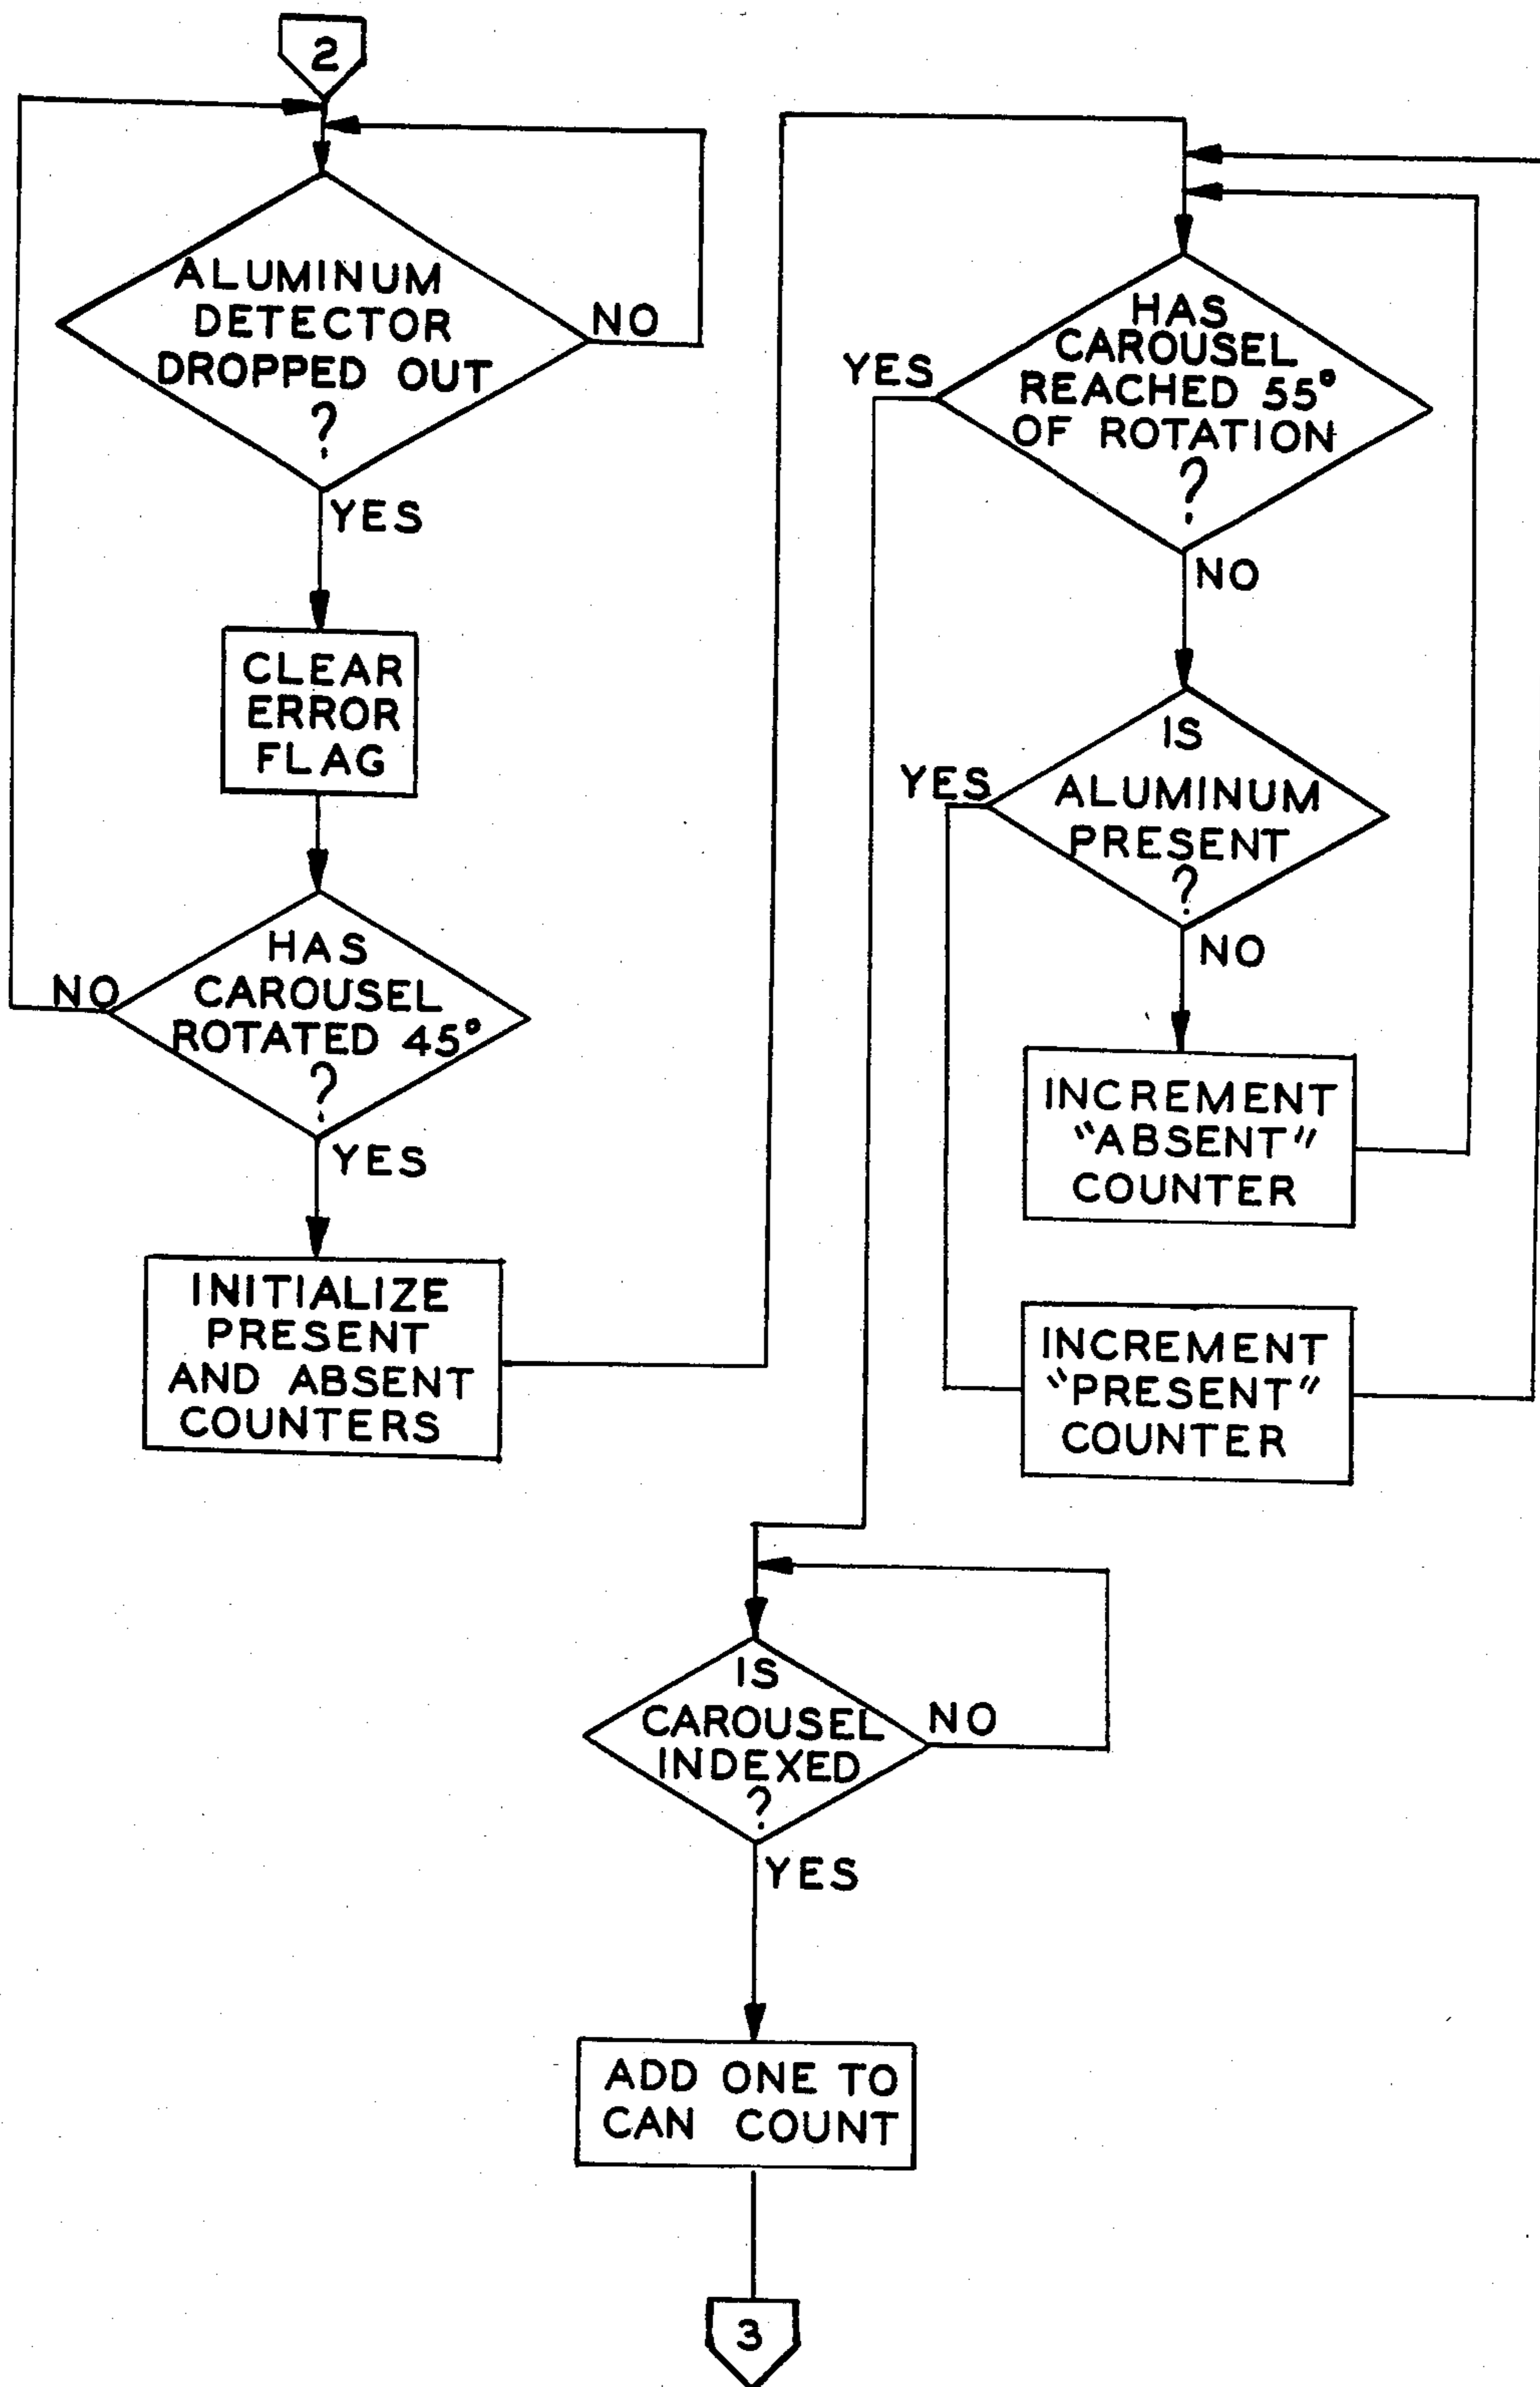 2
ALUMINUM
DETECTOR
DROPPED OUT
?
NO
YES
CLEAR
ERROR
FLAG
HAS
CAROUSEL
ROTATED 45°
?
NO
YES
INITIALIZE
PRESENT
AND ABSENT
COUNTERS
HAS
CAROUSEL
REACHED 55°
OF ROTATION
?
YES
NO
IS
ALUMINUM
PRESENT
?
YES
NO
INCREMENT
"ABSENT"
COUNTER
INCREMENT
"PRESENT"
COUNTER
IS
CAROUSEL
INDEXED
?
NO
YES
ADD ONE TO
CAN COUNT
3